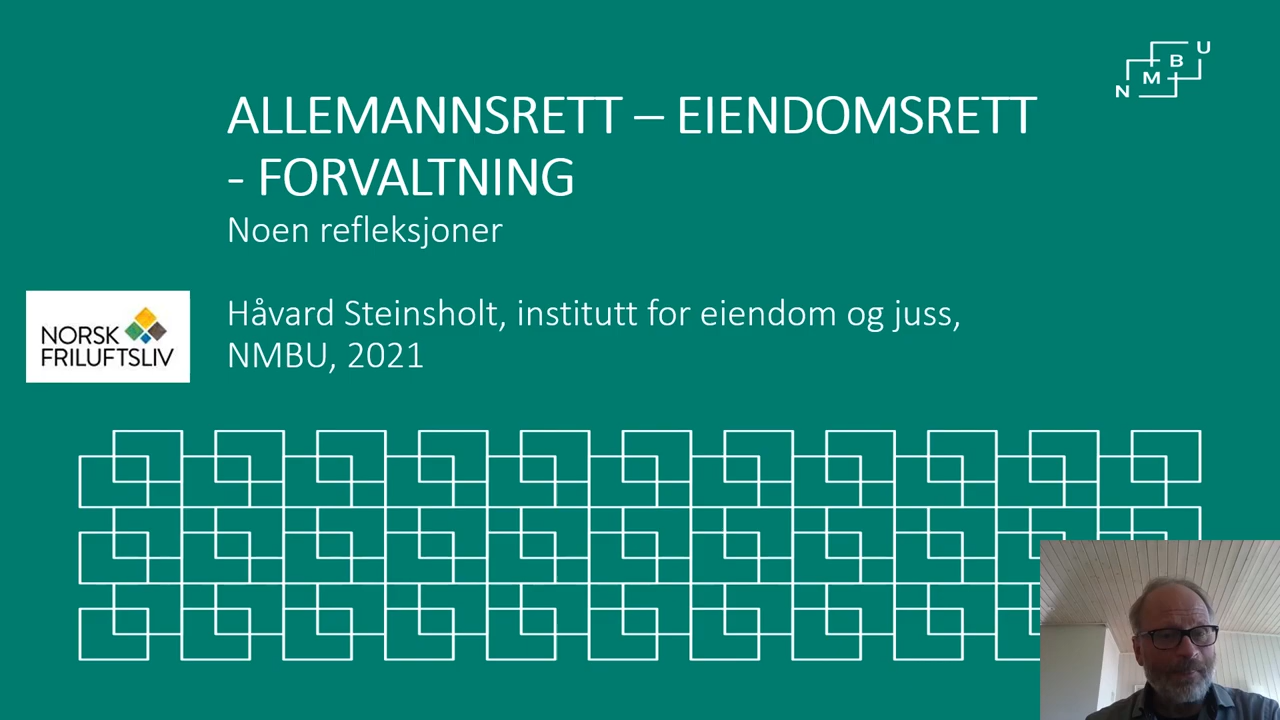 N M B U
ALLEMANNSRETT – EIENDOMSRETT
- FORVALTNING
Noen refleksjoner
Håvard Steinsholt, institutt for eiendom og juss,
NMBU, 2021
NORSK
FRILUFTSLIV